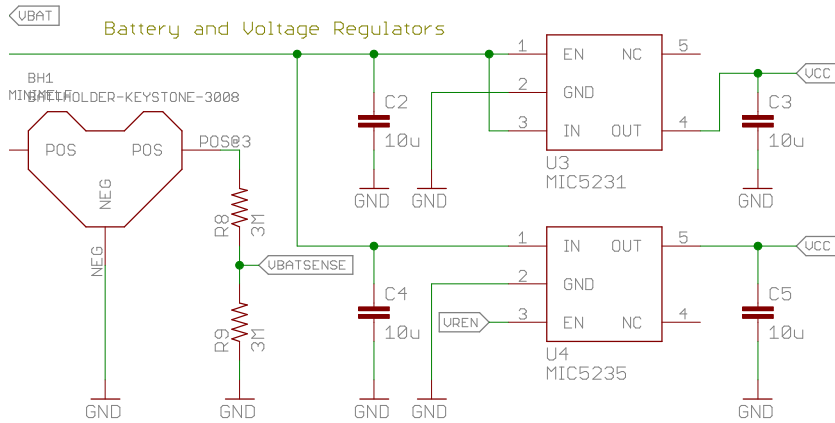 VBAT
Battery and Voltage Regulators
BH1
BATTHOLDER-KEYSTONE-3008
POS
POS
POS@3
NEG
NEG
GND
R8
3M
VBATSENSE
R9
3M
GND
C2
10u
GND
GND
1
EN
NC
5
2
GND
3
IN
OUT
4
U3
MIC5231
VCC
C3
10u
GND
C4
10u
GND
GND
1
IN
OUT
5
2
GND
VREN
3
EN
NC
4
U4
MIC5235
VCC
C5
10u
GND